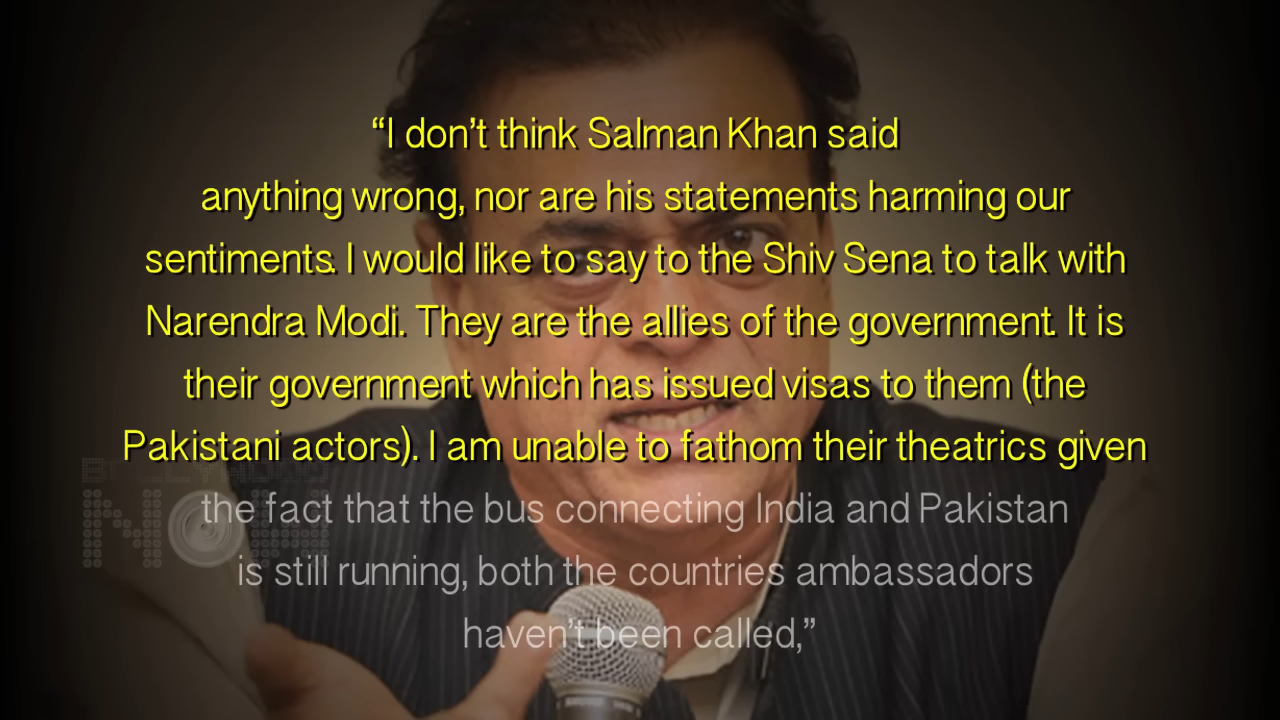 “I don’t think Salman Khan said
anything wrong, nor are his statements harming our
sentiments. I would like to say to the Shiv Sena to talk with
Narendra Modi. They are the allies of the government. It is
their government which has issued visas to them (the
Pakistani actors). I am unable to fathom their theatrics given
the fact that the bus connecting India and Pakistan
is still running, both the countries ambassadors
haven’t been called,”
BOLLYWOOD
NOW